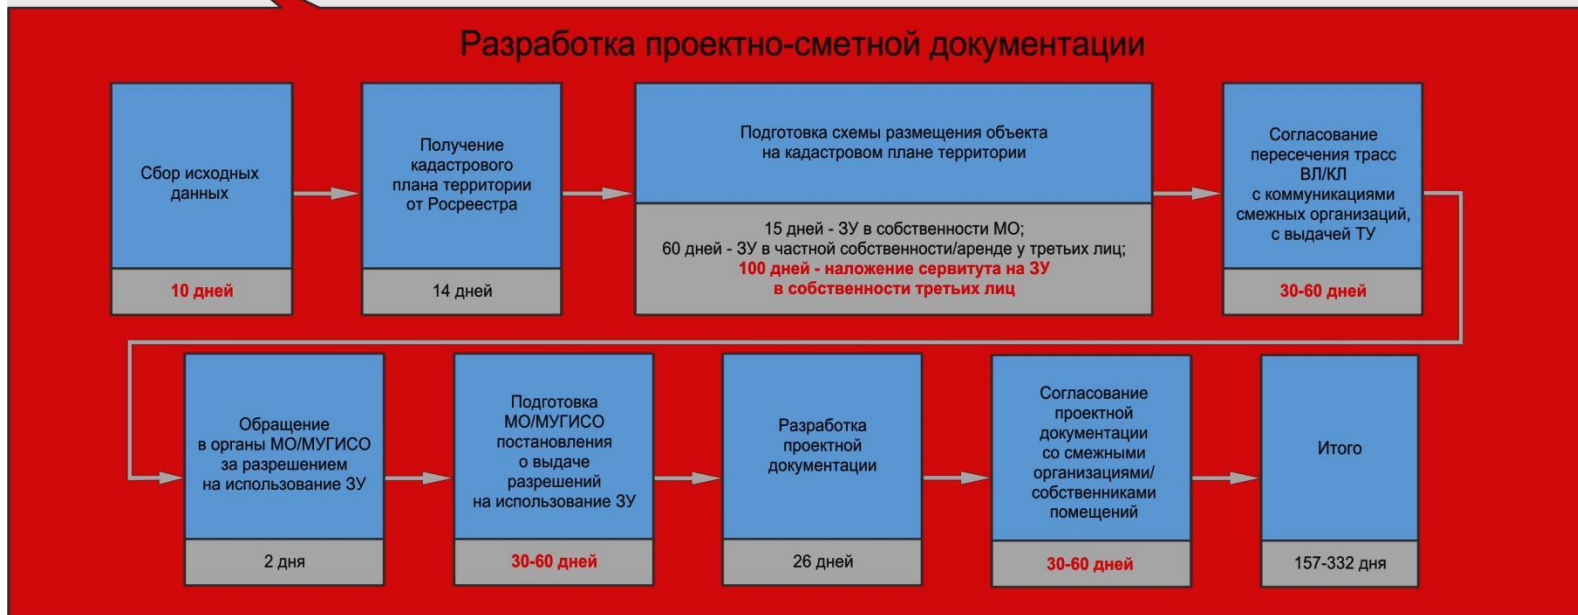 Разработка проектно-сметной документации
Сбор исходных
данных
10 дней
Получение
кадастрового
плана территории
от Росреестра
14 дней
Подготовка схемы размещения объекта
на кадастровом плане территории
15 дней - ЗУ в собственности МО;
60 дней - ЗУ в частной собственности/аренде у третьих лиц;
100 дней - наложение сервитута на ЗУ
в собственности третьих лиц
Согласование
пересечения трасс
ВЛ/КЛ
с коммуникациями
смежных организаций,
с выдачей ТУ
30-60 дней
Обращение
в органы МО/МУГИСО
за разрешением
на использование ЗУ
2 дня
Подготовка
МО/МУГИСО
постановления
о выдаче
разрешений
на использование ЗУ
30-60 дней
Разработка
проектной
документации
26 дней
Согласование
проектной
документации
со смежными
организациями/
собственниками
помещений
30-60 дней
Итого
157-332 дня